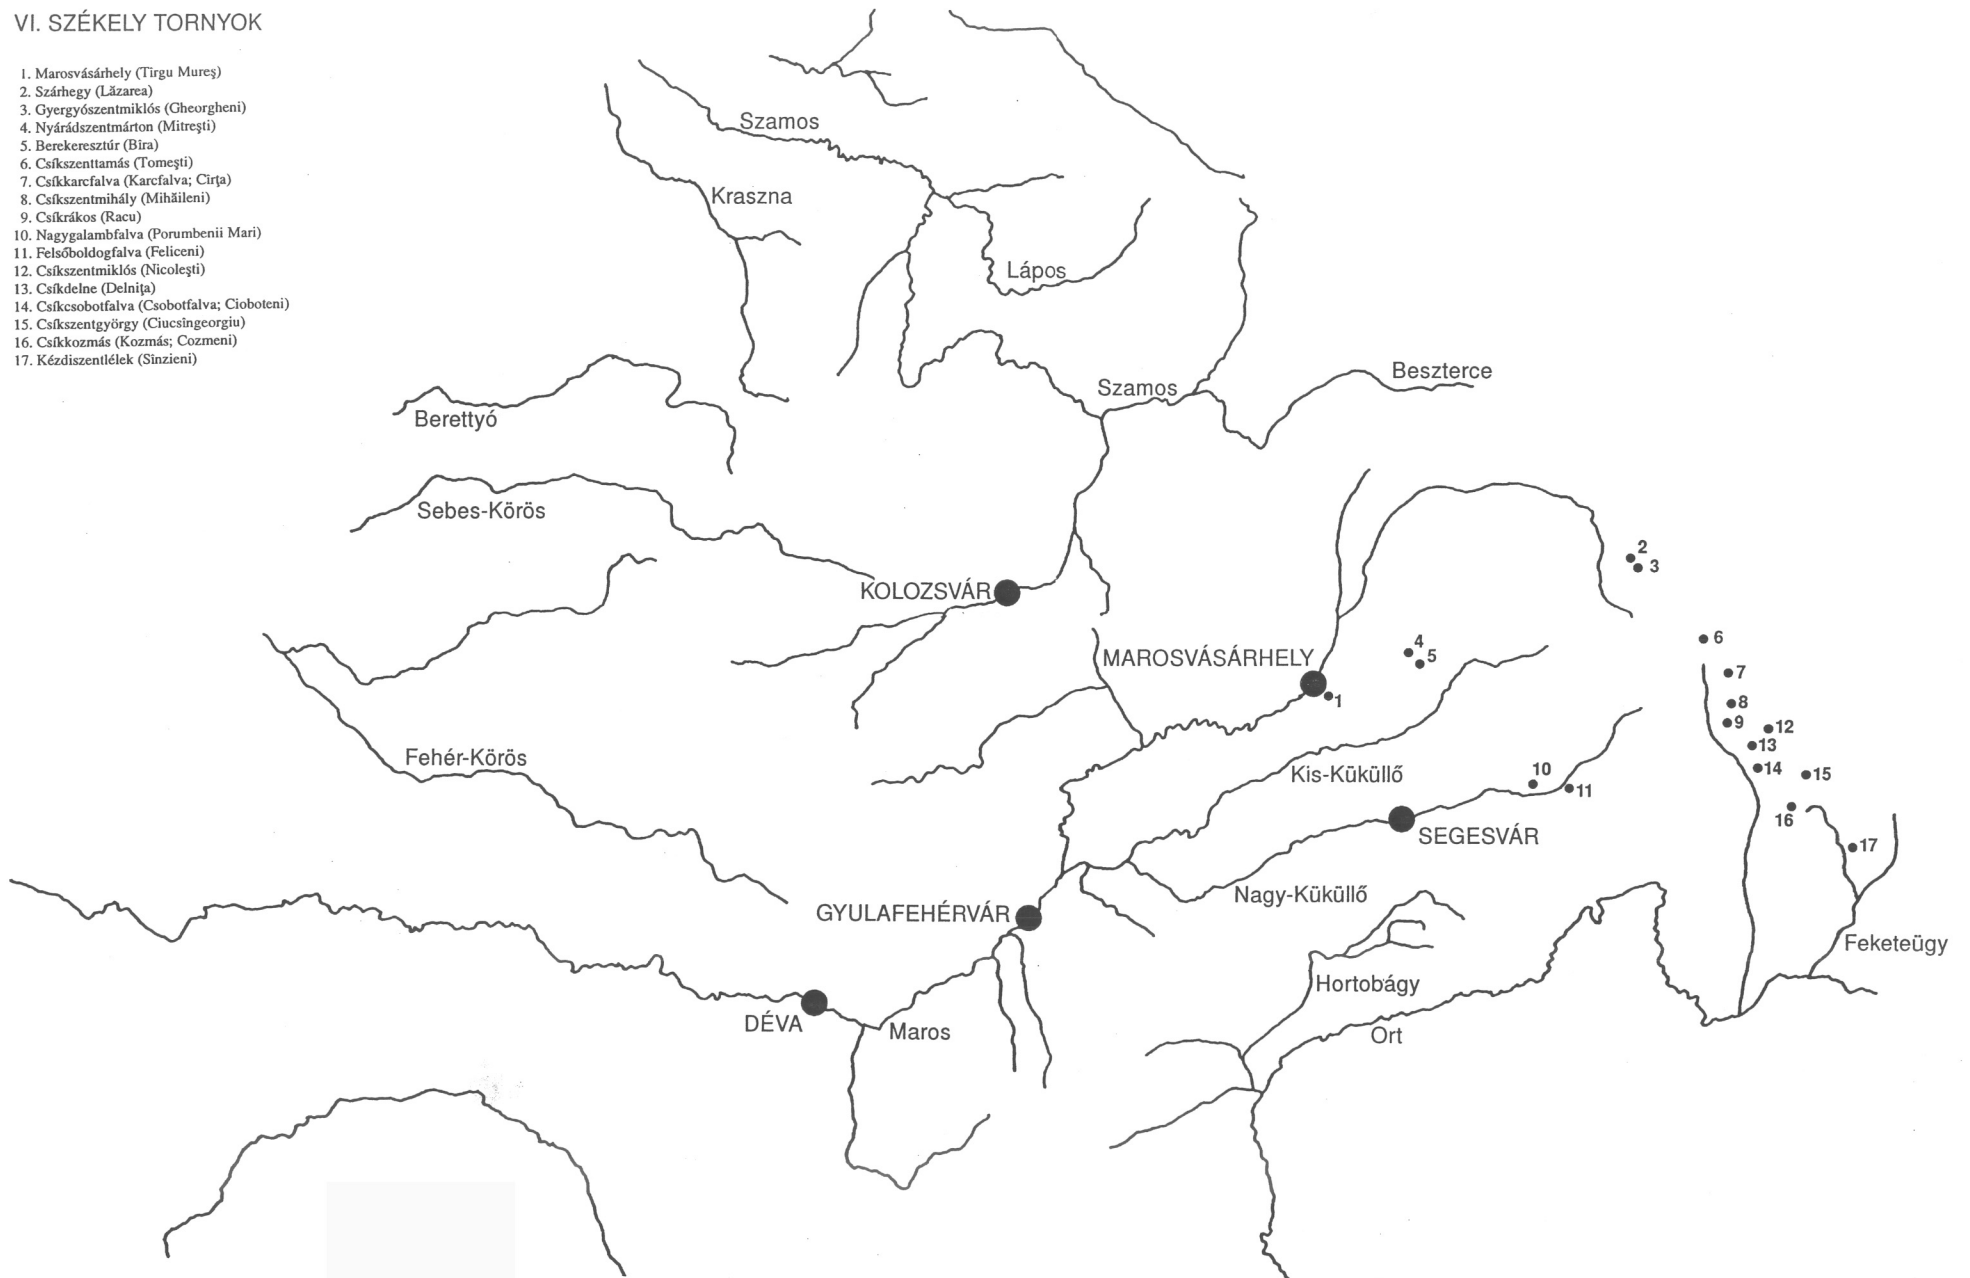 VI. SZÉKELY TORNYOK
1. Marosvásárhely (Tîrgu Mureş)
2. Szárhegy (Lăzarea)
3. Gyergyószentmiklós (Gheorgheni)
4. Nyárádszentmárton (Mitreşti)
5. Berekeresztúr (Bîra)
6. Csíkszenttamás (Tomeşti)
7. Csíkkarcfalva (Karcfalva; Cîrţa)
8. Csíkszentmihály (Mihăileni)
9. Csíkrákos (Racu)
10. Nagygalambfalva (Porumbenii Mari)
11. Felsőboldogfalva (Feliceni)
12. Csíkszentmiklós (Nicoleşti)
13. Csíkdelne (Delniţa)
14. Csíkcsobotfalva (Csobotfalva; Cioboteni)
15. Csíkszentgyörgy (Ciucsîngeorgiu)
16. Csíkkozmás (Kozmás; Cozmeni)
17. Kézdiszentlélek (Sînzieni)
Szamos
Kraszna
Lápos
Beszterce
Szamos
Berettyó
Sebes-Körös
2
3
KOLOZSVÁR
6
4
MAROSVÁSÁRHELY
5
7
1
8
9
12
13
Fehér-Körös
14
10
Kis-Küküllő
15
11
16
SEGESVÁR
17
Nagy-Küküllő
GYULAFEHÉRVÁR
Feketeügy
Hortobágy
DÉVA
Maros
Ort